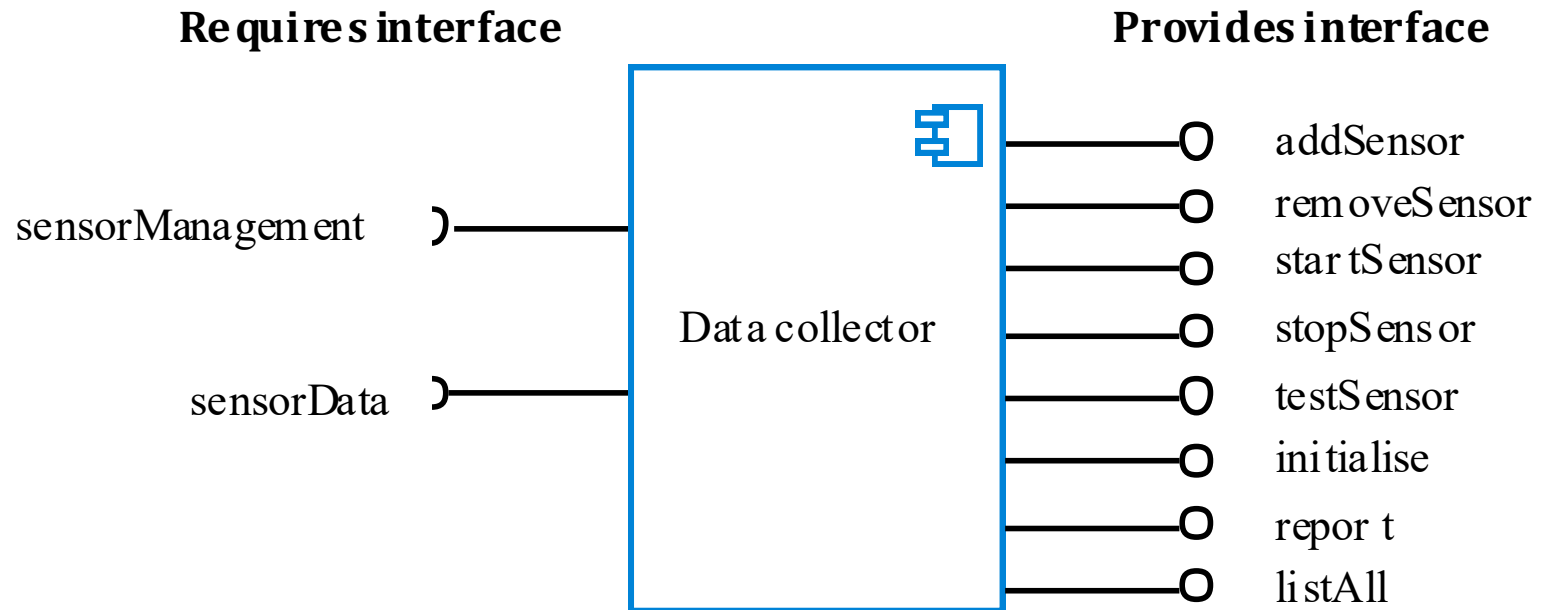 Requires interface
Provides interface
sensorManagement
sensorData
Data collector
addSensor
removeSensor
startSensor
stopSensor
testSensor
initialise
report
listAll